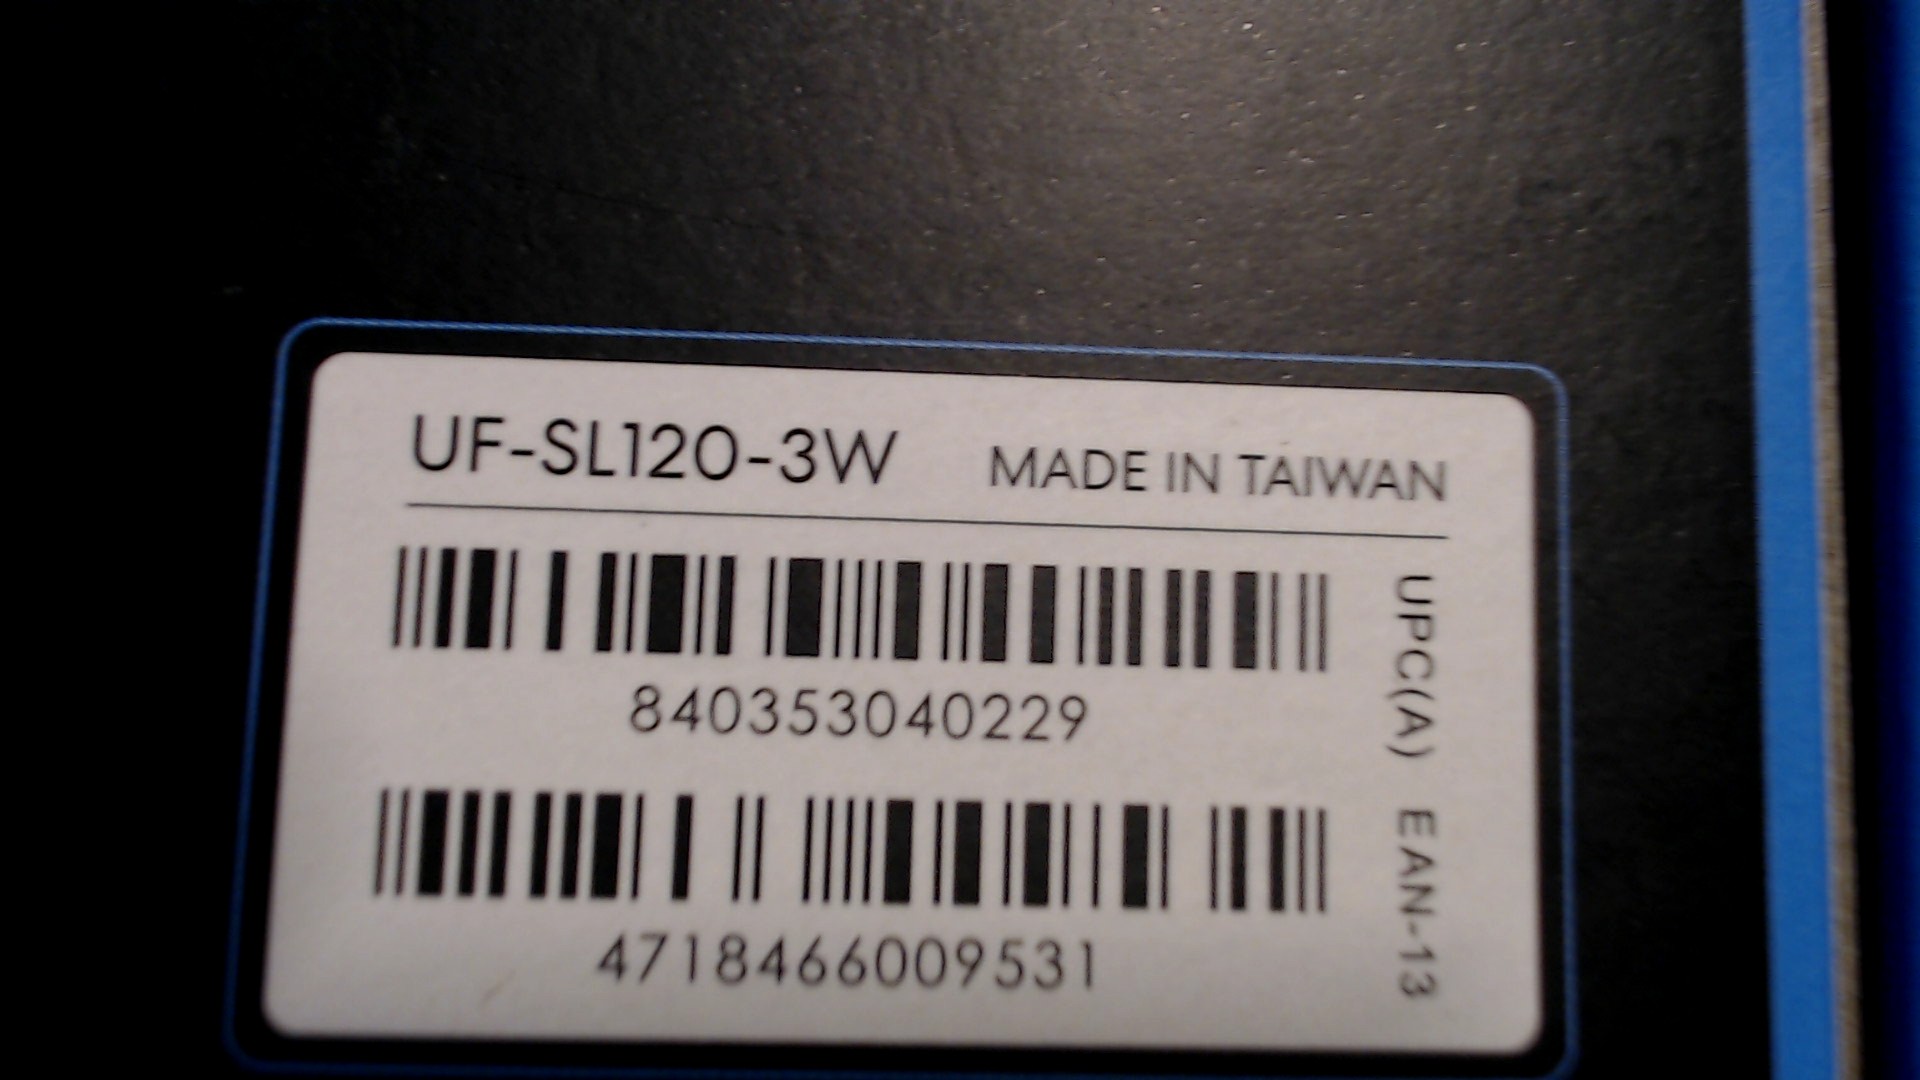 UF-SL120-3W MADE IN TAIWAN
840353040229
UPC(A)
4718466009531
EAN-13